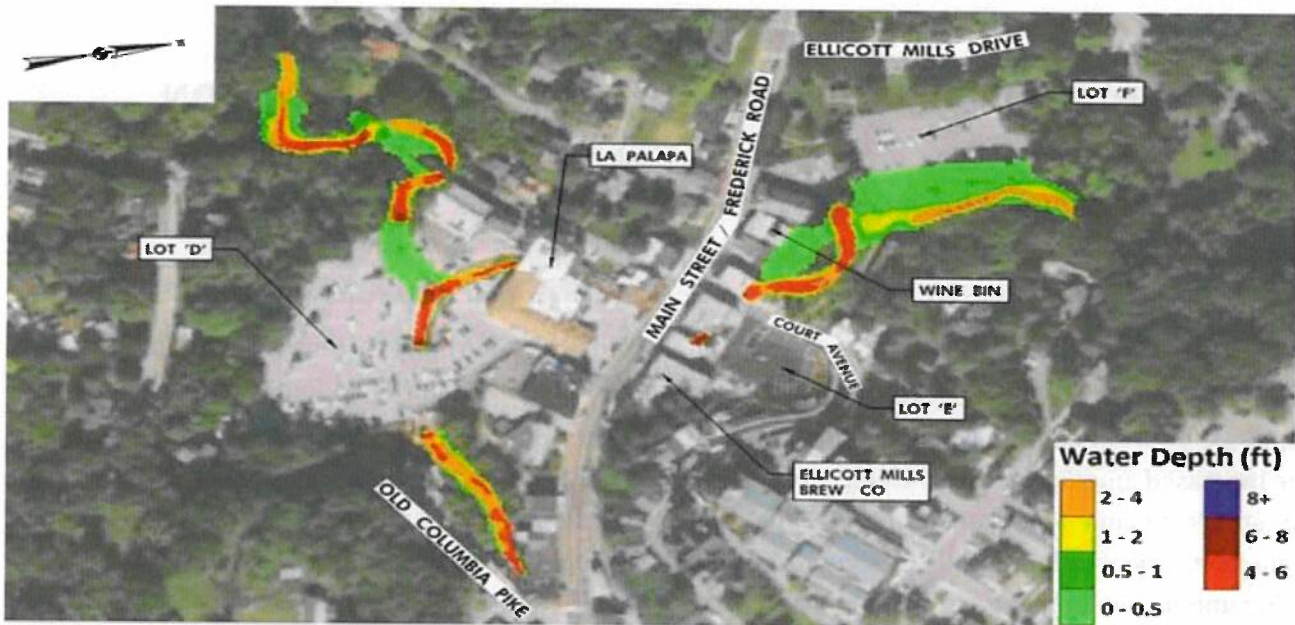 ELLICOTT MILLS DRIVE
LOT 'F'
MAIN STREET / FREDERICK ROAD
LA PALAPA
LOT 'D'
WINE BIN
COURT AVENUE
LOT 'E'
ELLICOTT MILLS
BREW CO
OLD COLUMBIA PIKE
Water Depth (ft)
2 - 4
8+
1 - 2
6 - 8
0.5 - 1
4 - 6
0 - 0.5